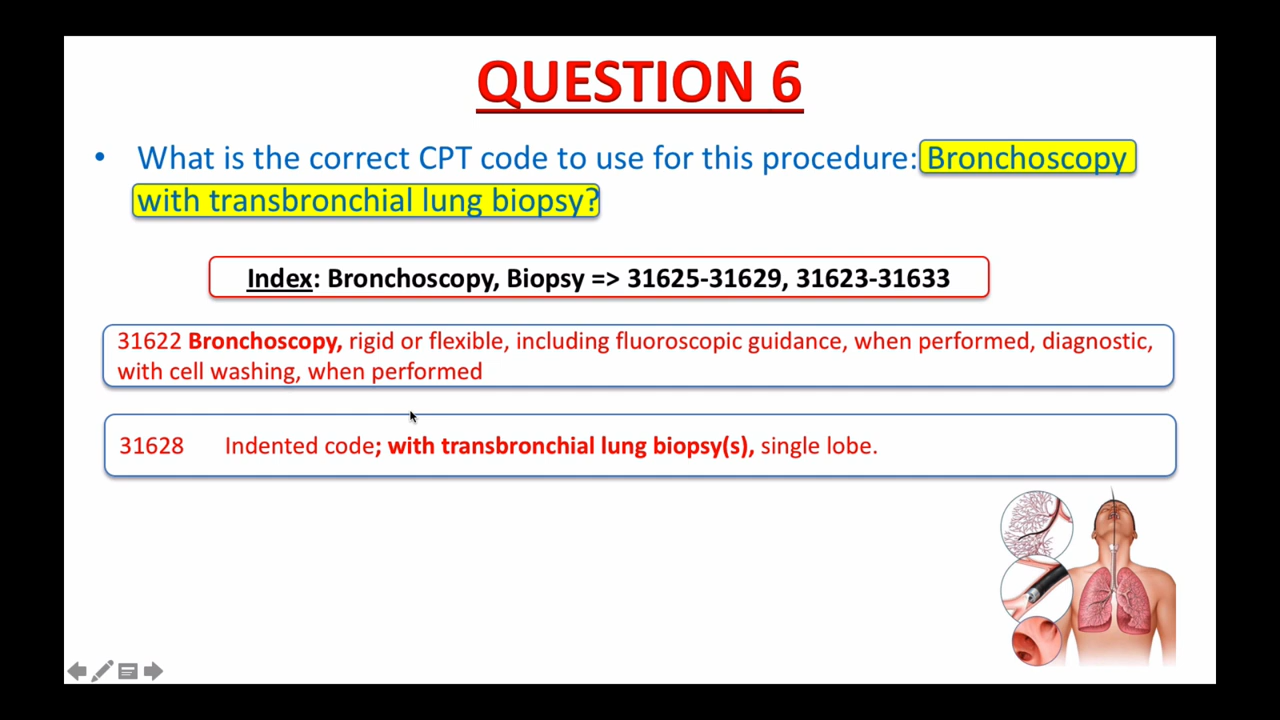 QUESTION 6
• What is the correct CPT code to use for this procedure: Bronchoscopy
with transbronchial lung biopsy?
Index: Bronchoscopy, Biopsy => 31625-31629, 31623-31633
31622 Bronchoscopy, rigid or flexible, including fluoroscopic guidance, when performed, diagnostic,
with cell washing, when performed
31628 Indented code; with transbronchial lung biopsy(s), single lobe.